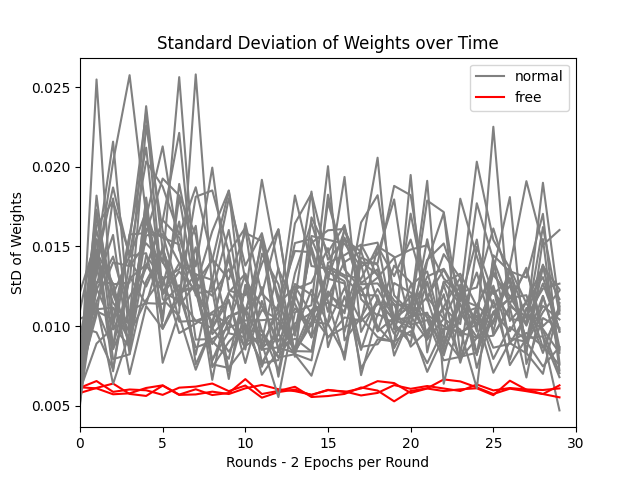 Standard Deviation of Weights over Time
normal
free
StD of Weights
0.025
0.020
0.015
0.010
0.005
0 5 10 15 20 25 30
Rounds - 2 Epochs per Round